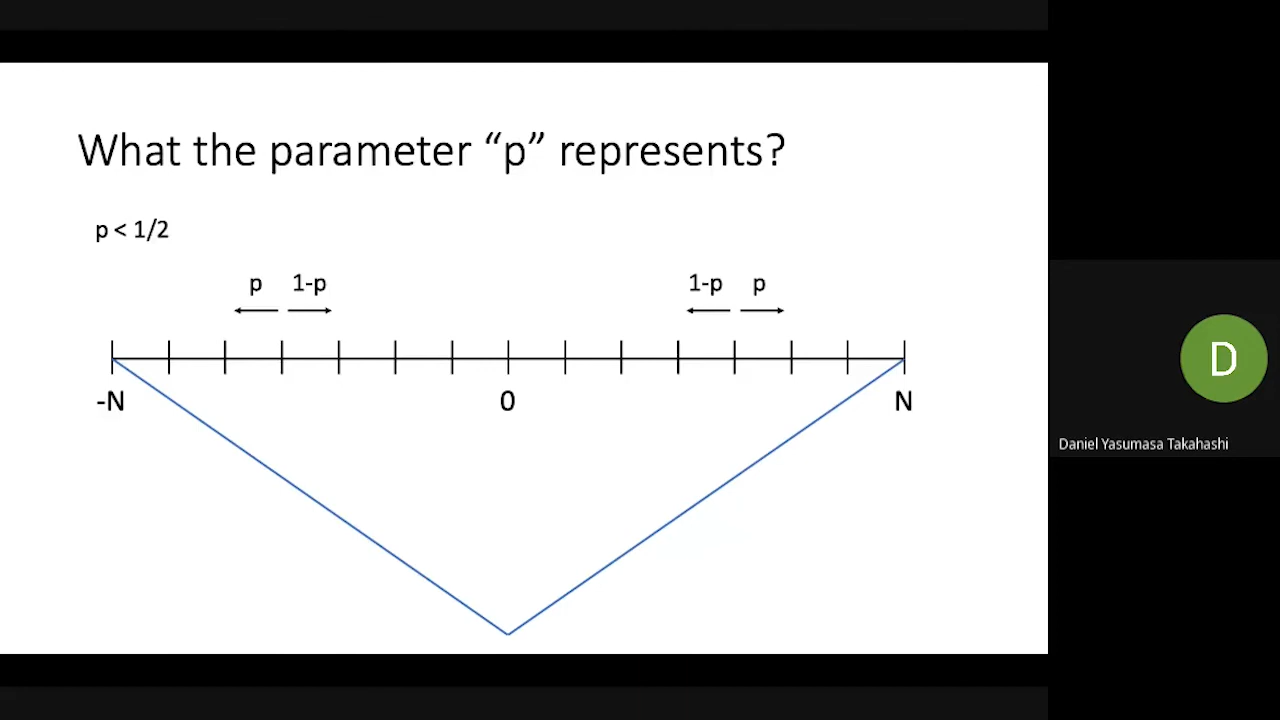 What the parameter “p” represents?
p < 1/2
p 1-p 1-p p
-N 0 N
D
Daniel Yasumasa Takahashi